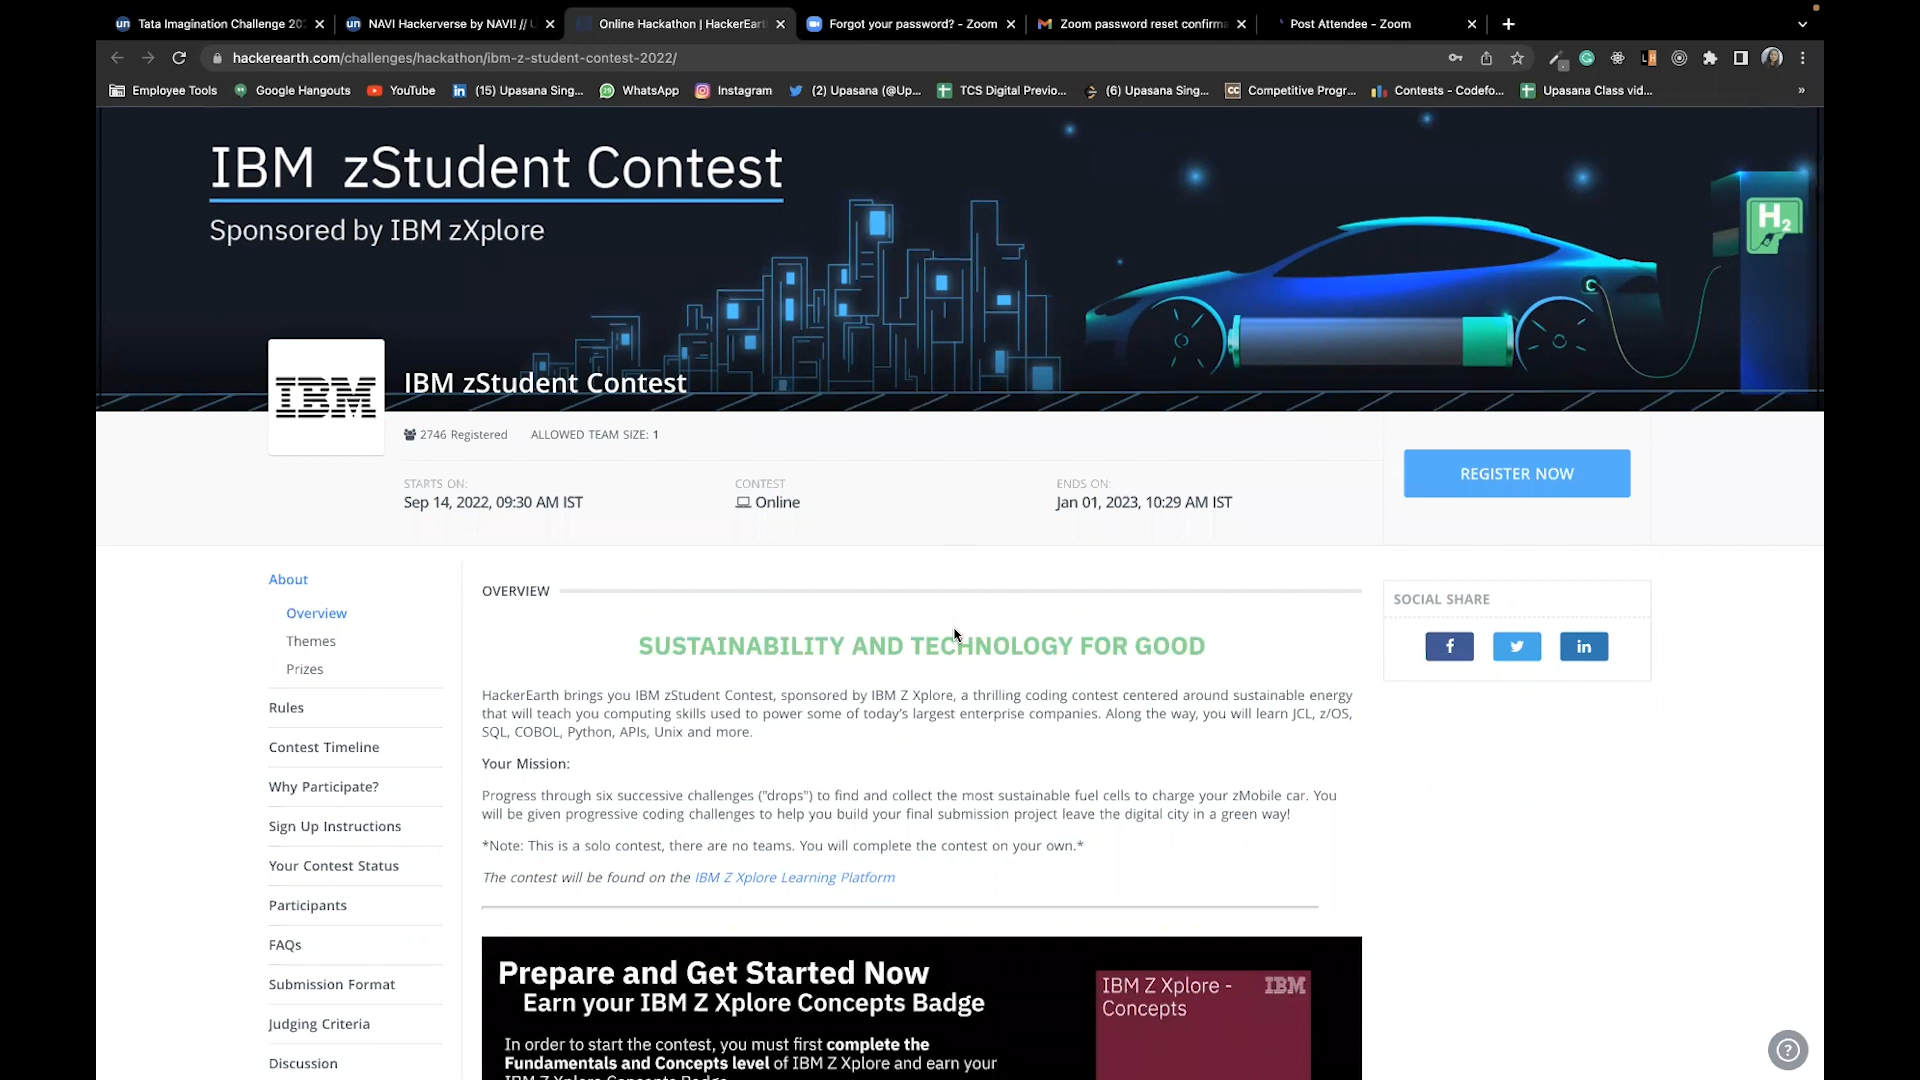 Tata Imagination Challenge 20
NAVI Hackerverse by NAVI! // U
Online Hackathon | HackerEart
Forgot your password? - Zoom
Zoom password reset confirma
Post Attendee - Zoom
hackerearth.com/challenges/hackathon/ibm-z-student-contest-2022/
Employee Tools
Google Hangouts
YouTube
(15) Upasana Sing...
WhatsApp
Instagram
(2) Upasana (@Up...
TCS Digital Previo...
(6) Upasana Sing...
Competitive Progr...
Contests - Codefo...
Upasana Class vid...
»
IBM zStudent Contest
Sponsored by IBM zXplore
H2
IBM
IBM zStudent Contest
2746 Registered
ALLOWED TEAM SIZE: 1
REGISTER NOW
STARTS ON:
Sep 14, 2022, 09:30 AM IST
CONTEST
Online
ENDS ON:
Jan 01, 2023, 10:29 AM IST
About
Overview
Themes
Prizes
Rules
Contest Timeline
Why Participate?
Sign Up Instructions
Your Contest Status
Participants
FAQs
Submission Format
Judging Criteria
Discussion
OVERVIEW
SUSTAINABILITY AND TECHNOLOGY FOR GOOD
HackerEarth brings you IBM zStudent Contest, sponsored by IBM Z Xplore, a thrilling coding contest centered around sustainable energy
that will teach you computing skills used to power some of today's largest enterprise companies. Along the way, you will learn JCL, z/OS,
SQL, COBOL, Python, APIs, Unix and more.
Your Mission:
Progress through six successive challenges ("drops") to find and collect the most sustainable fuel cells to charge your zMobile car. You
will be given progressive coding challenges to help you build your final submission project leave the digital city in a green way!
*Note: This is a solo contest, there are no teams. You will complete the contest on your own.*
The contest will be found on the IBM Z Xplore Learning Platform
Prepare and Get Started Now
Earn your IBM Z Xplore Concepts Badge
In order to start the contest, you must first complete the
Fundamentals and Concepts level of IBM Z Xplore and earn your
IBM Z Xplore Concepts Badge
IBM Z Xplore -
Concepts
IBM
SOCIAL SHARE
f
in
?